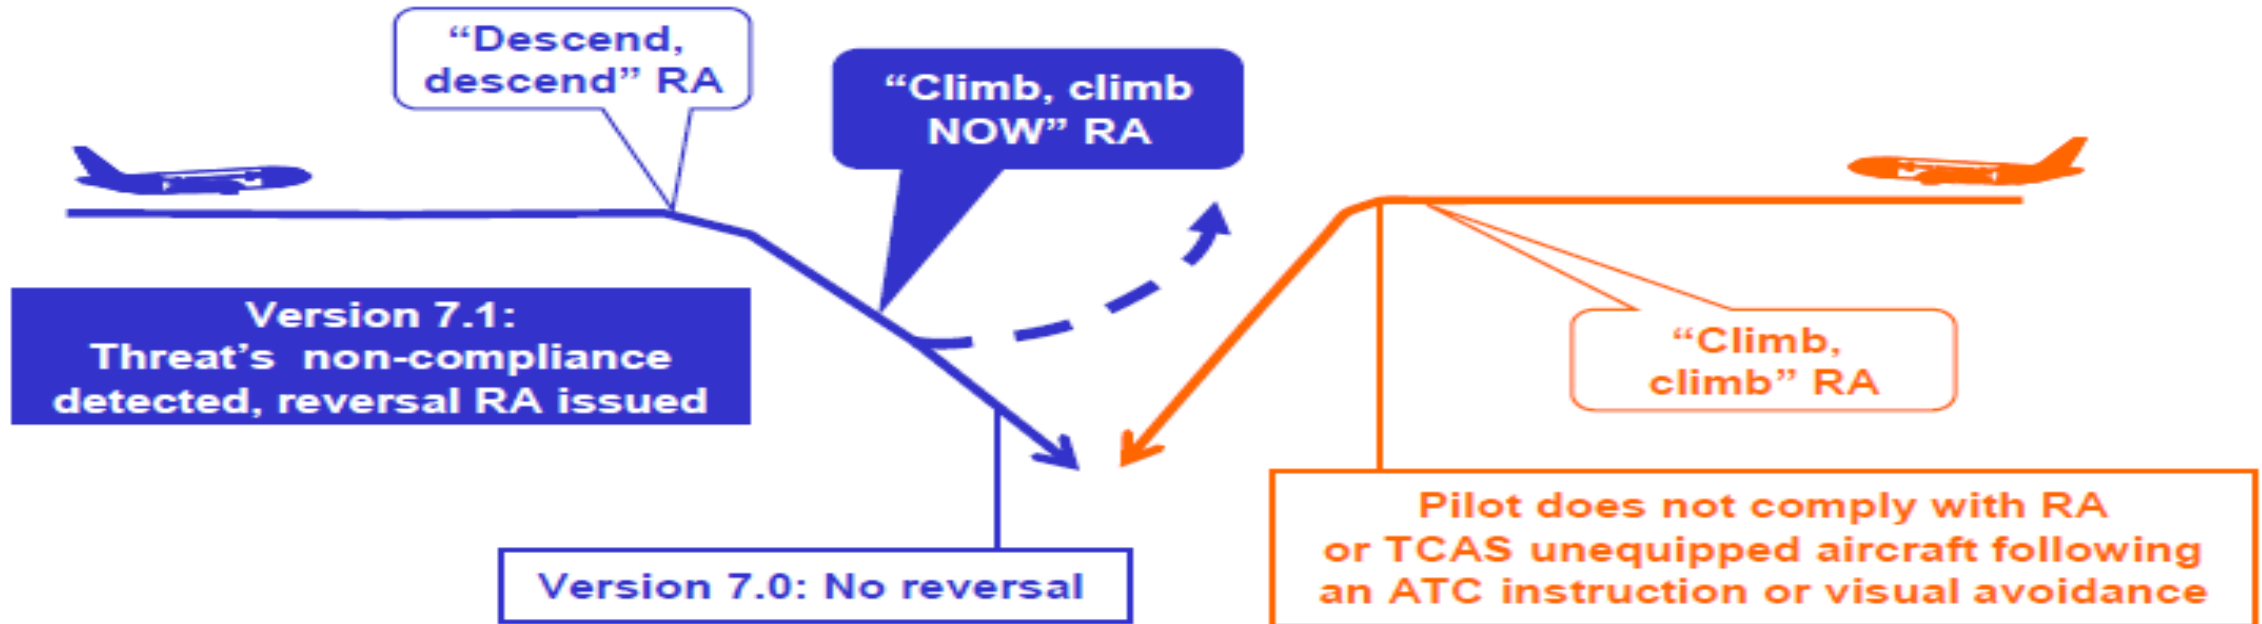 “Descend,
descend” RA
“Climb, climb
NOW” RA
Version 7.1:
Threat’s non-compliance
detected, reversal RA issued
“Climb,
climb” RA
Version 7.0: No reversal
Pilot does not comply with RA
or TCAS unequipped aircraft following
an ATC instruction or visual avoidance